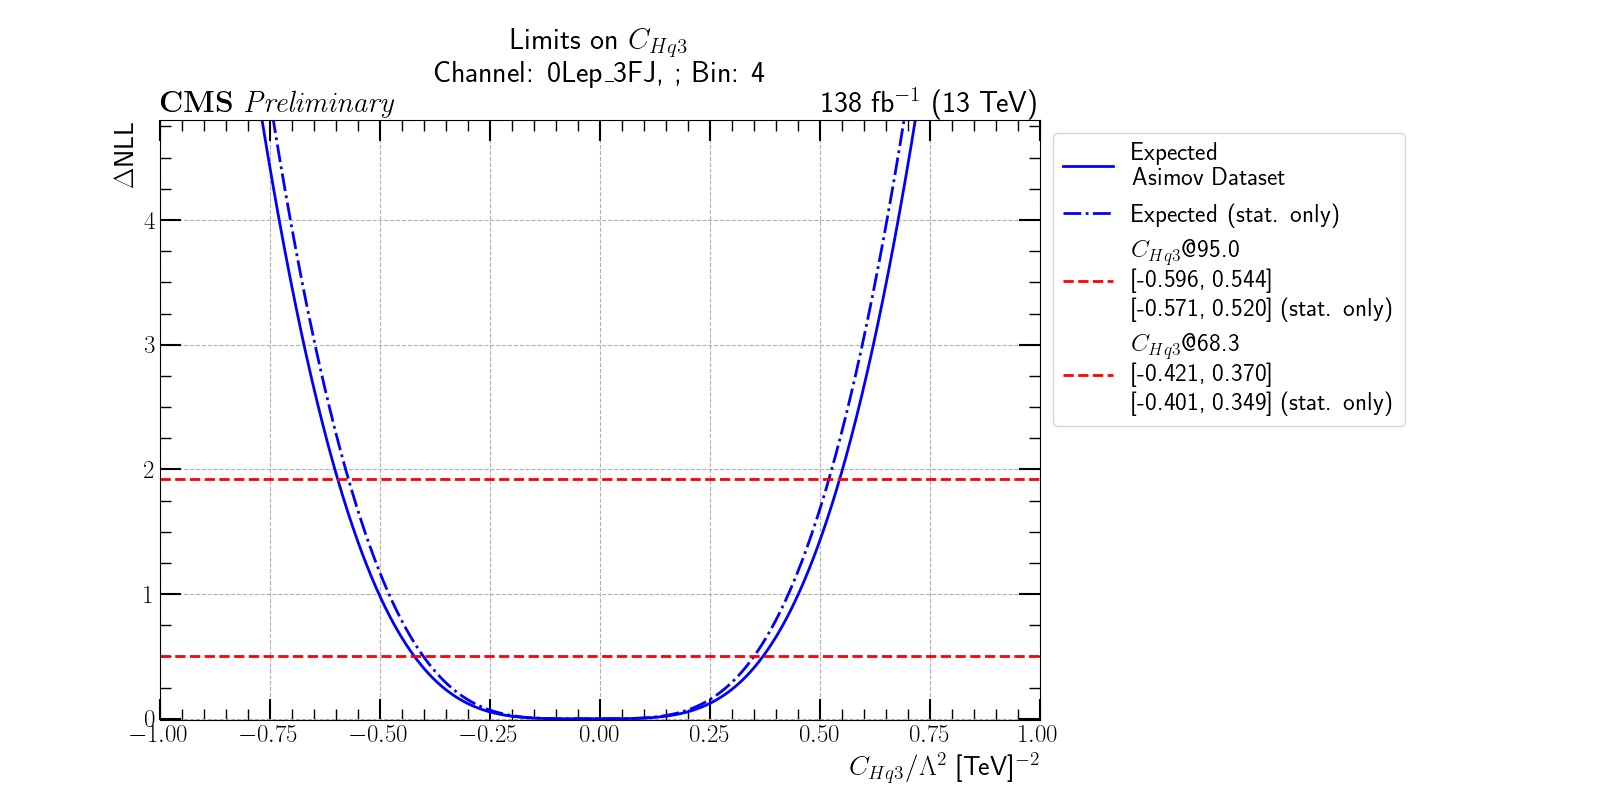 Limits on C_{Hq3}
Channel: 0Lep_3FJ, ; Bin: 4
CMS Preliminary
138 fb⁻¹ (13 TeV)
ΔNLL
4
3
2
1
0
−1.00
−0.75
−0.50
−0.25
0.00
0.25
0.50
0.75
1.00
C_{Hq3}/Λ² [TeV]⁻²
Expected
Asimov Dataset
Expected (stat. only)
C_{Hq3}@95.0
[-0.596, 0.544]
[-0.571, 0.520] (stat. only)
C_{Hq3}@68.3
[-0.421, 0.370]
[-0.401, 0.349] (stat. only)